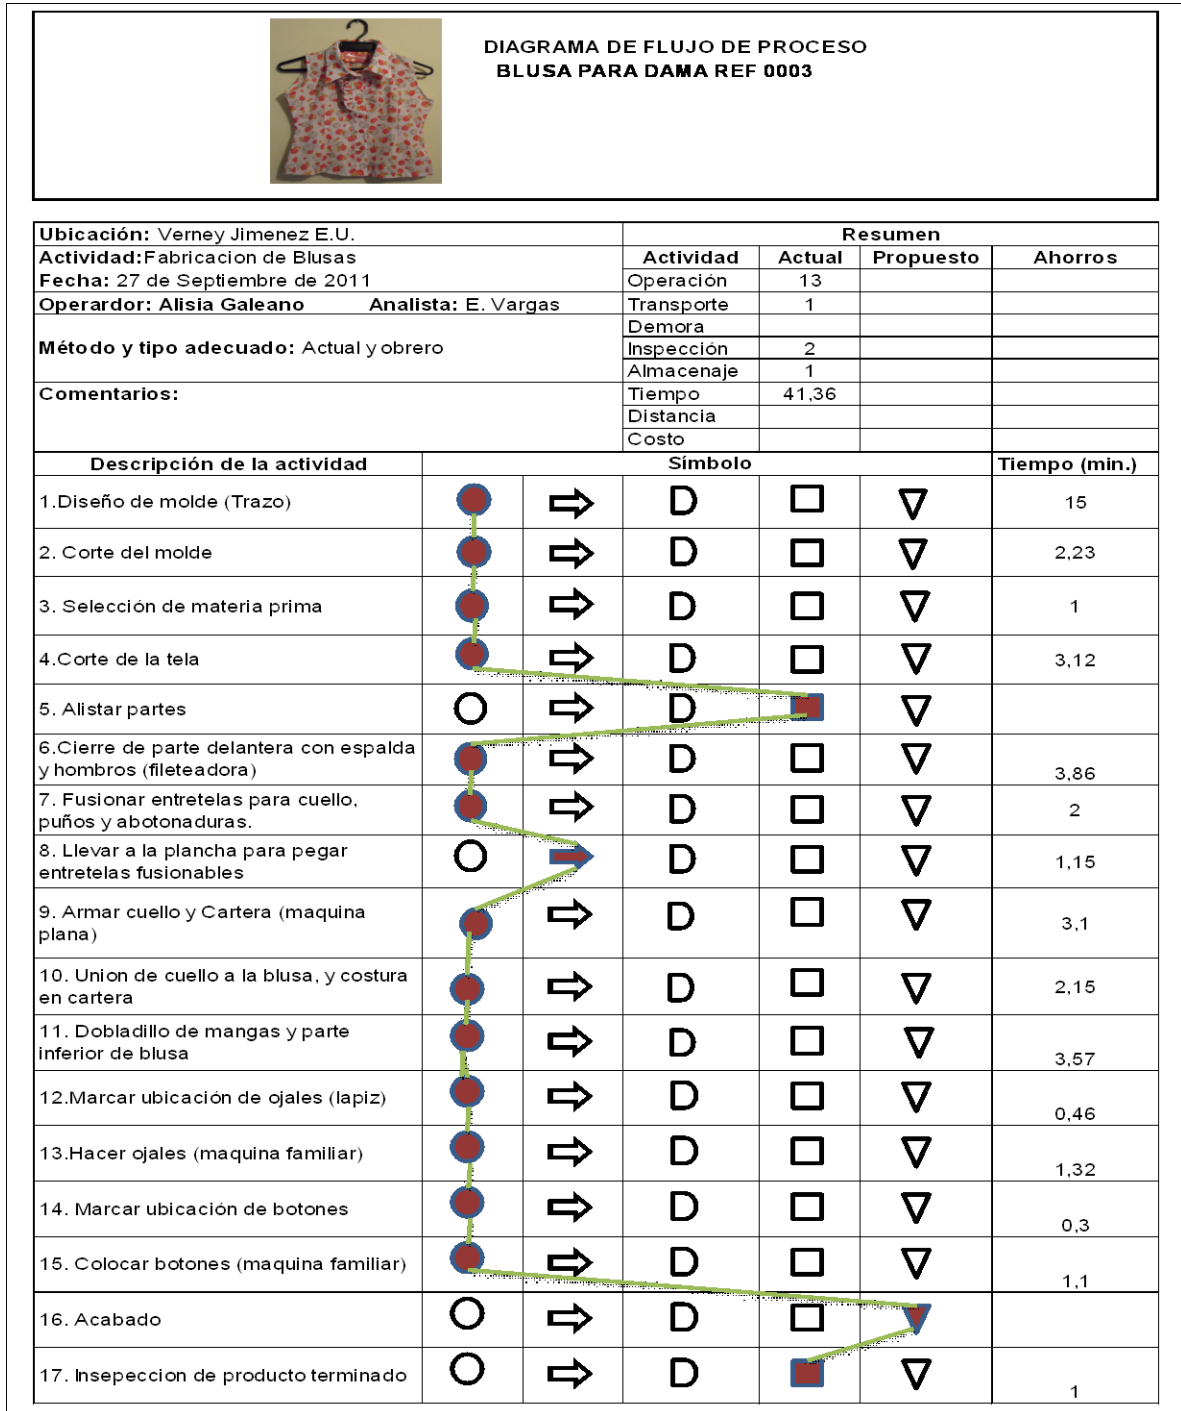 DIAGRAMA DE FLUJO DE PROCESO
BLUSA PARA DAMA REF 0003
Ubicación: Verney Jimenez E.U.
Resumen
Actividad:Fabricacion de Blusas
Actividad Actual Propuesto Ahorros
Fecha: 27 de Septiembre de 2011
Operación 13
Operardor: Alisia Galeano Analista: E. Vargas
Transporte 1
Demora
Método y tipo adecuado: Actual y obrero
Inspección 2
Almacenaje 1
Comentarios:
Tiempo 41,36
Distancia
Costo
Descripción de la actividad Símbolo Tiempo (min.)
1.Diseño de molde (Trazo) D 15
2. Corte del molde D 2,23
3. Selección de materia prima D 1
4.Corte de la tela D 3,12
5. Alistar partes D
6.Cierre de parte delantera con espalda
y hombros (fileteadora) D 3,86
7. Fusionar entretelas para cuello,
puños y abotonaduras. D 2
8. Llevar a la plancha para pegar
entretelas fusionables D 1,15
9. Armar cuello y Cartera (maquina
plana) D 3,1
10. Union de cuello a la blusa, y costura
en cartera D 2,15
11. Dobladillo de mangas y parte
inferior de blusa D 3,57
12.Marcar ubicación de ojales (lapiz) D 0,46
13.Hacer ojales (maquina familiar) D 1,32
14. Marcar ubicación de botones D 0,3
15. Colocar botones (maquina familiar) D 1,1
16. Acabado D
17. Insepeccion de producto terminado D 1